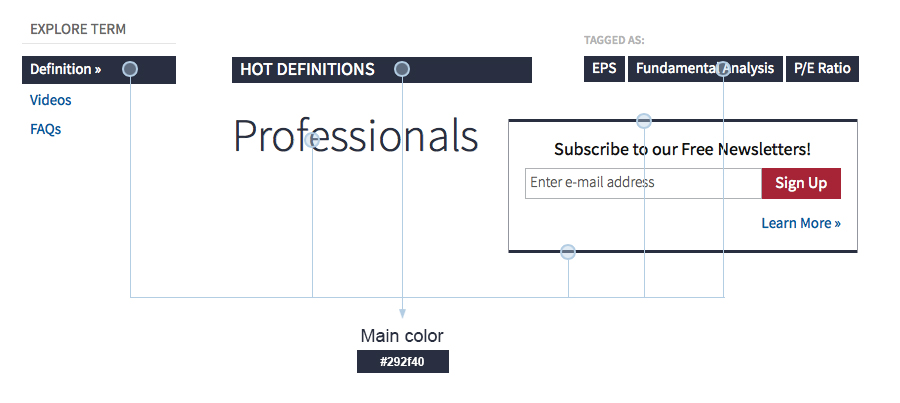 EXPLORE TERM
Definition »
Videos
FAQs
HOT DEFINITIONS
Professionals
TAGGED AS:
EPS Fundamental Analysis P/E Ratio
Subscribe to our Free Newsletters!
Enter e-mail address Sign Up
Learn More »
Main color
#292f40